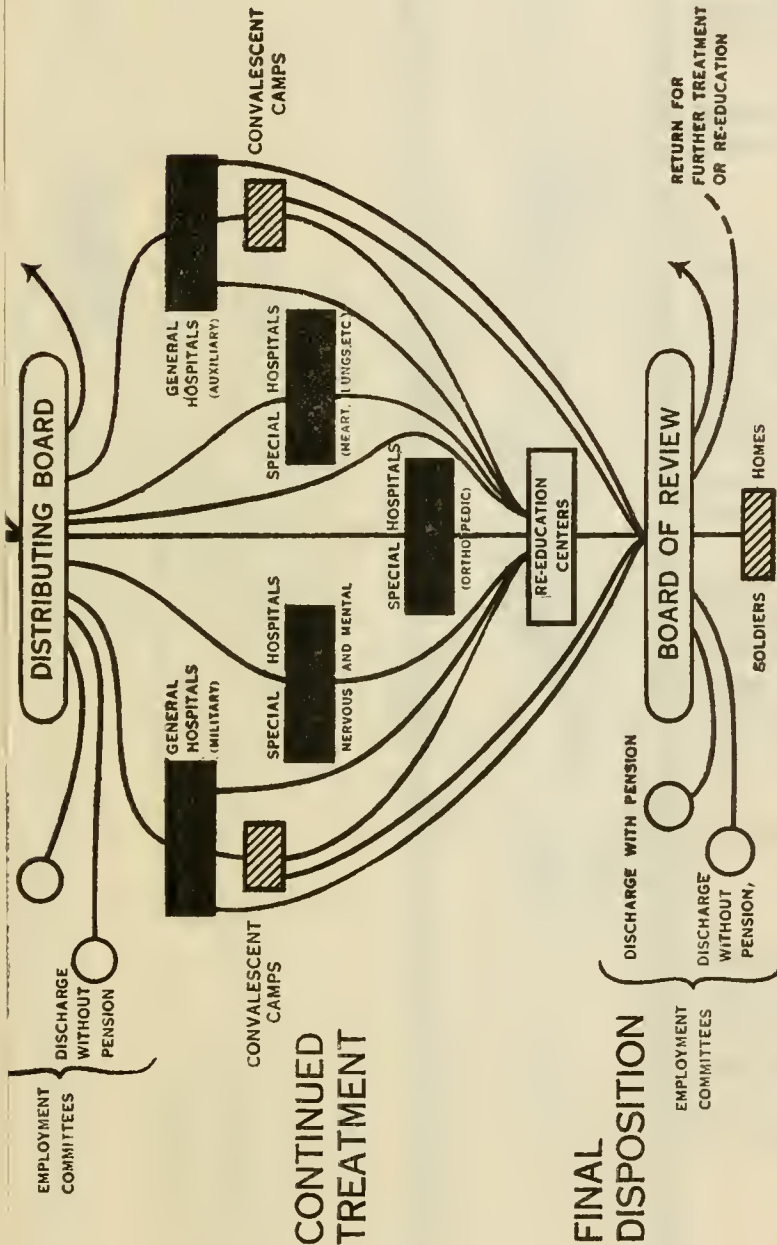 DISTRIBUTING BOARD
EMPLOYMENT
COMMITTEES
DISCHARGE
WITHOUT
PENSION
GENERAL
HOSPITALS
(MILITARY)
GENERAL
HOSPITALS
(AUXILIARY)
CONVALESCENT
CAMPS
CONVALESCENT
CAMPS
CONTINUED
TREATMENT
SPECIAL HOSPITALS
NERVOUS AND MENTAL
SPECIAL HOSPITALS
(HEART, LUNGS, ETC)
SPECIAL HOSPITALS
(ORTHOPEDIC)
RE-EDUCATION
CENTERS
FINAL
DISPOSITION
BOARD OF REVIEW
EMPLOYMENT
COMMITTEES
DISCHARGE WITH PENSION
DISCHARGE
WITHOUT
PENSION,
SOLDIERS HOMES
RETURN FOR
FURTHER TREATMENT
OR RE-EDUCATION